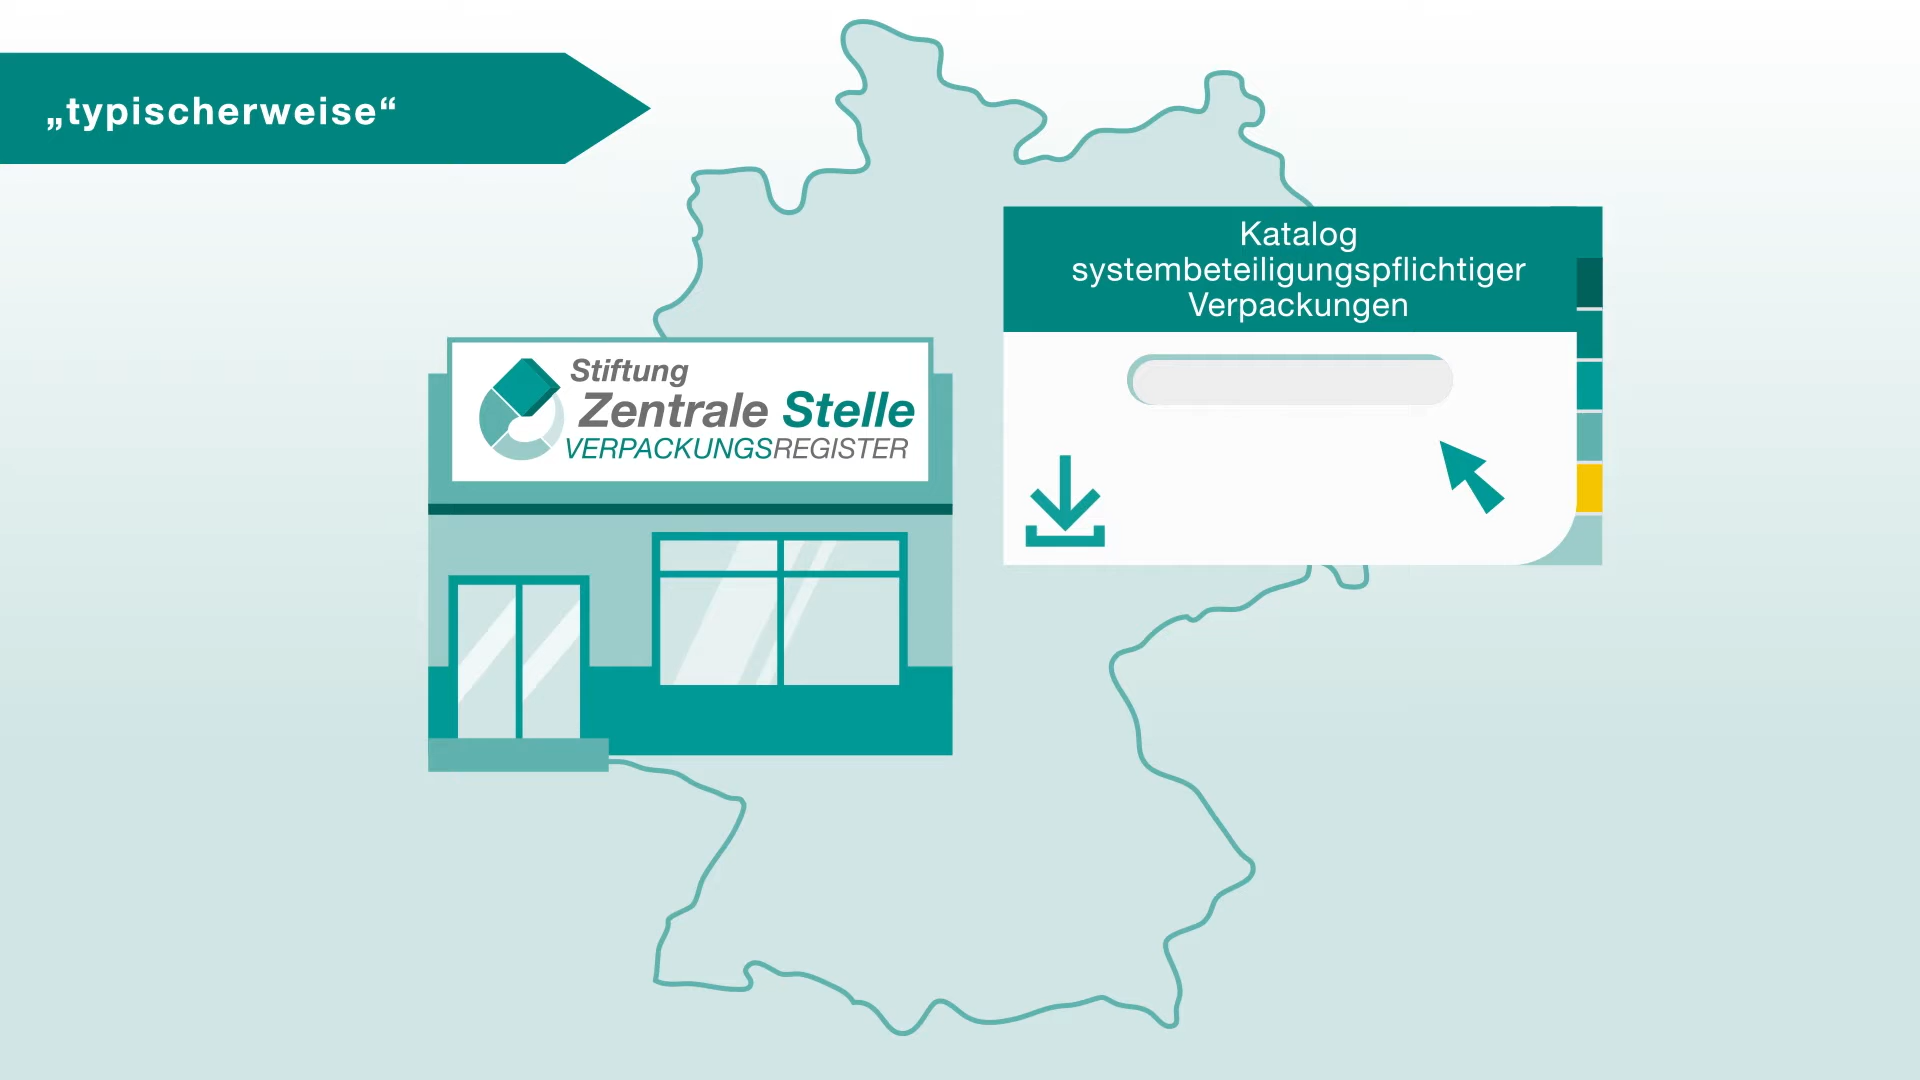 „typischerweise“
Katalog
systembeteiligungspflichtiger
Verpackungen
Stiftung
Zentrale Stelle
VERPACKUNGSREGISTER